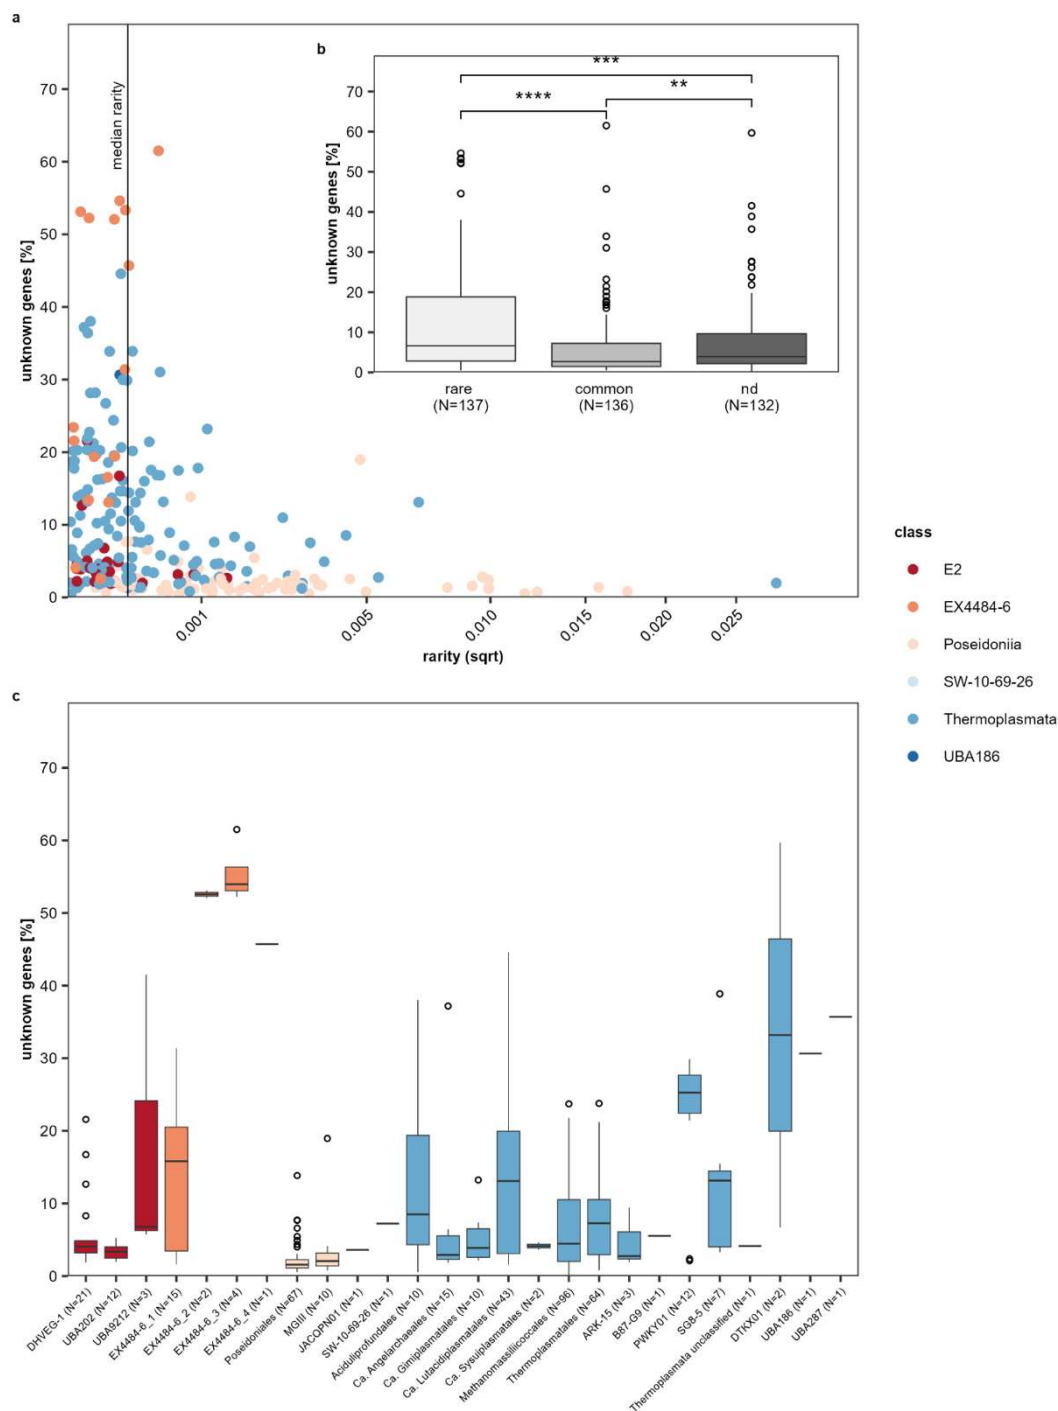 a
median rarity
unknown genes [%]
70
60
50
40
30
20
10
0
0.001
0.005
0.010
0.015
0.020
0.025
rarity (sqrt)
b
unknown genes [%]
70
60
50
40
30
20
10
0
***
****
**
rare
(N=137)
common
(N=136)
nd
(N=132)
class
E2
EX4484-6
Poseidoniia
SW-10-69-26
Thermoplasmata
UBA186
c
unknown genes [%]
70
60
50
40
30
20
10
0
DHVEG-1 (N=21)
UBA202 (N=12)
UBA9212 (N=3)
EX4484-6_1 (N=15)
EX4484-6_2 (N=2)
EX4484-6_3 (N=4)
EX4484-6_4 (N=1)
Poseidoniales (N=67)
MGIII (N=10)
JACQPN01 (N=1)
SW-10-69-26 (N=1)
Aciduliprofundales (N=10)
Ca. Angelarchaeales (N=15)
Ca. Gimiplasmatales (N=10)
Ca. Lutacidiplasmatales (N=43)
Ca. Sysuiplasmatales (N=2)
Methanomassiliicoccales (N=96)
Thermoplasmatales (N=64)
ARK-15 (N=3)
B87-G9 (N=1)
PWKY01 (N=12)
SG8-5 (N=7)
Thermoplasmata unclassified (N=1)
DTKX01 (N=2)
UBA186 (N=1)
UBA287 (N=1)